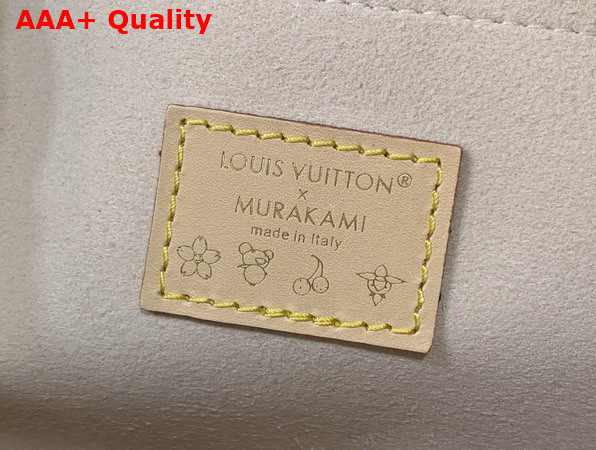 AAA+ Quality
LOUIS VUITTON®
x
MURAKAMI
made in Italy